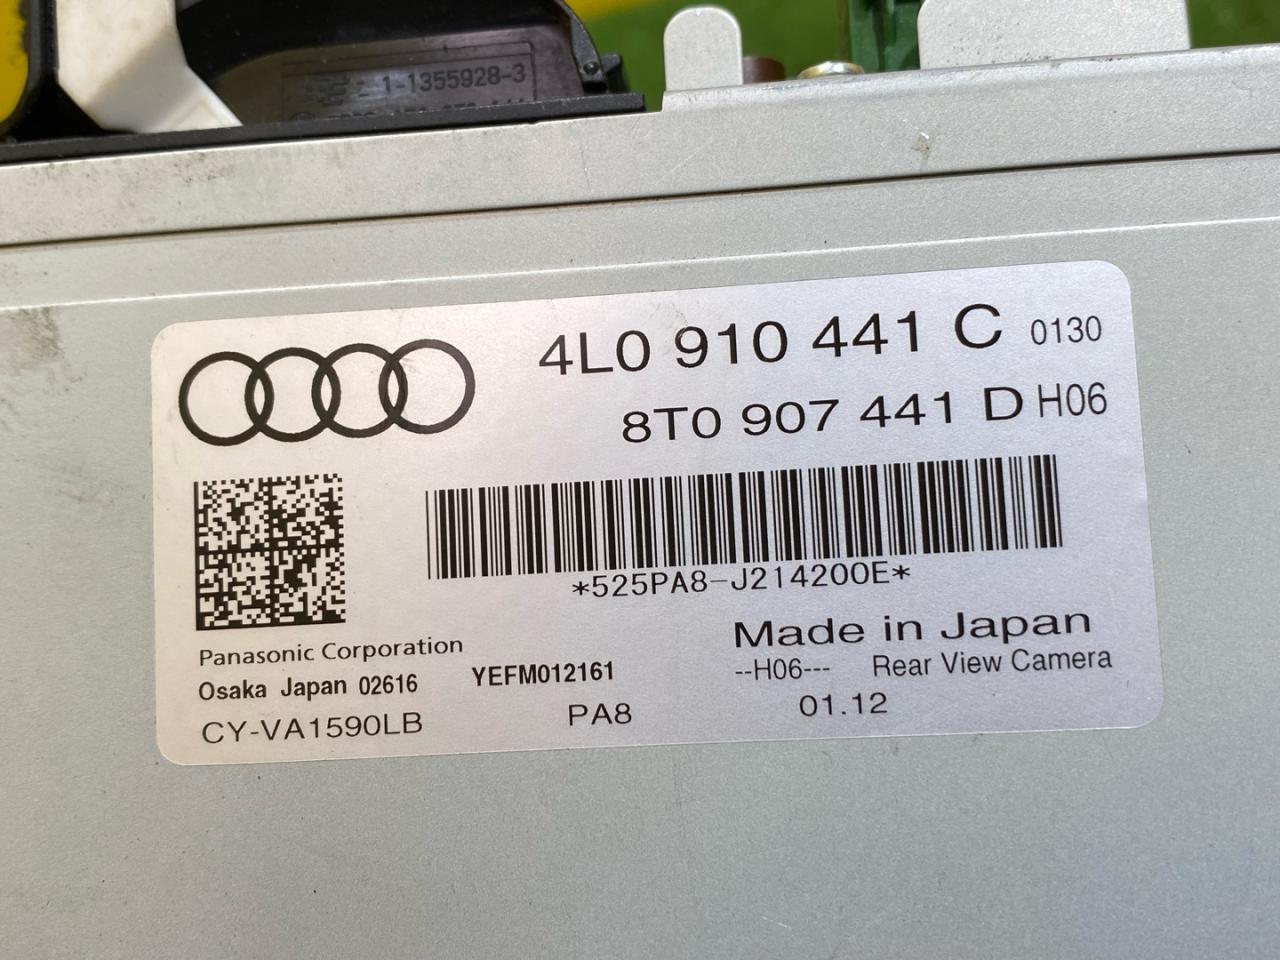 1-1355928-3
4L0 910 441 C 0130
8T0 907 441 D H06
*525PA8-J214200E*
Panasonic Corporation
Made in Japan
Osaka Japan 02616 YEFM012161 --H06--- Rear View Camera
CY-VA1590LB PA8 01.12